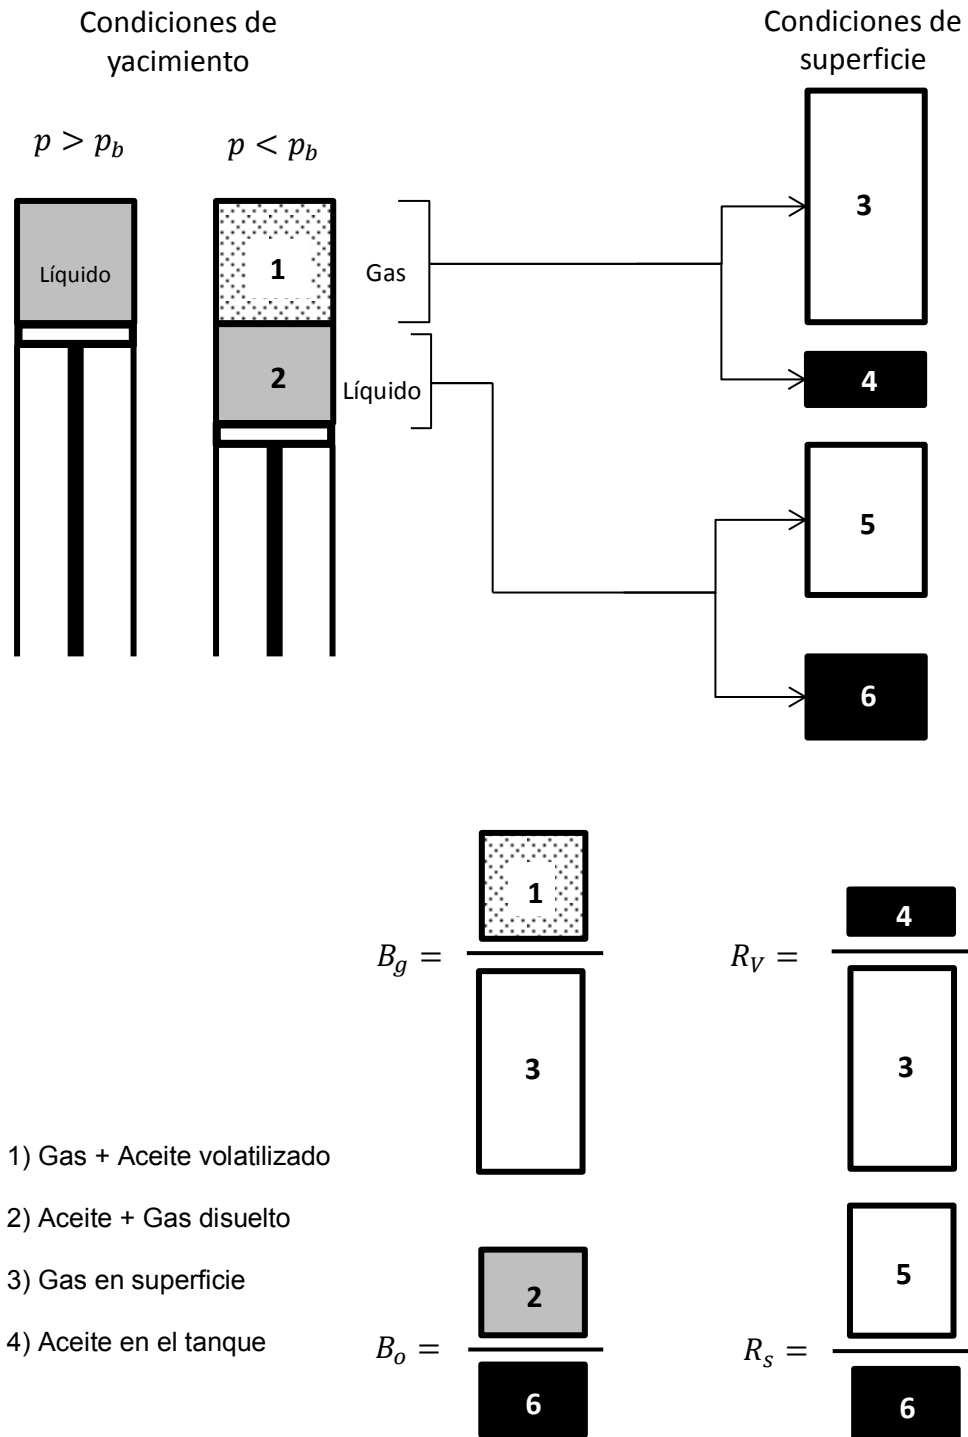 Condiciones de
yacimiento
Condiciones de
superficie
p > p_b
p < p_b
Líquido
1
2
Gas
Líquido
3
4
5
6
B_g =
1
3
R_V =
4
3
1) Gas + Aceite volatilizado
2) Aceite + Gas disuelto
3) Gas en superficie
4) Aceite en el tanque
B_o =
2
6
R_s =
5
6